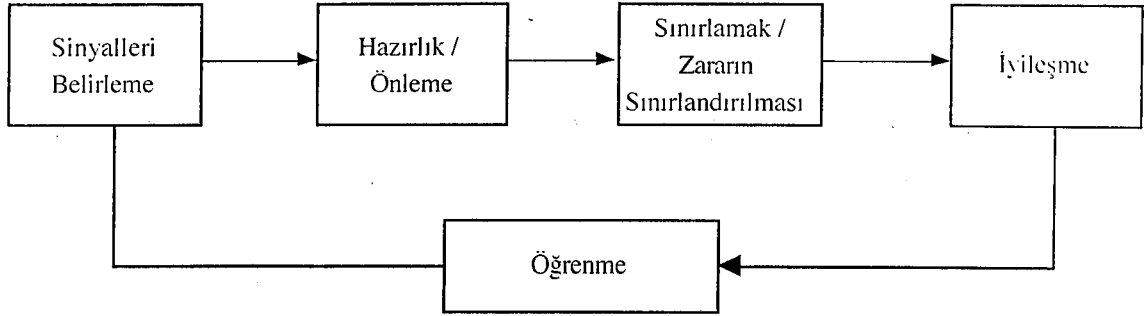 Sinyalleri
Belirleme
Hazırlık /
Önleme
Sınırlamak /
Zararın
Sınırlandırılması
İyileşme
Öğrenme